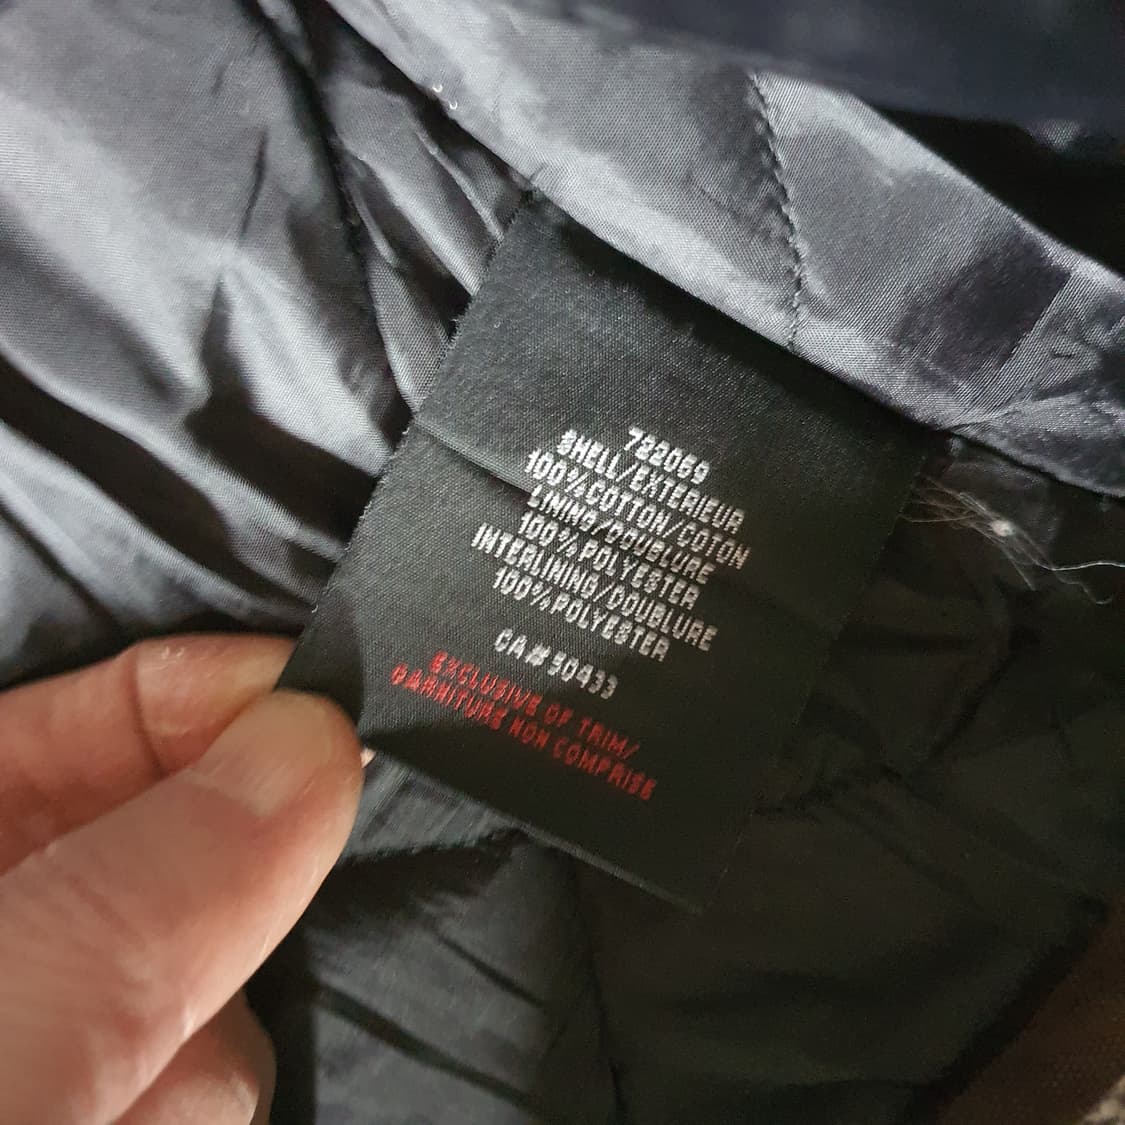 722069
SHELL/EXTERIEUR
100%COTTON/COTON
LINING/DOUBLURE
100%POLYESTER
INTERLINING/DOUBLURE
100%POLYESTER
CA#30433
EXCLUSIVE OF TRIM/
GARNITURE NON COMPRISE